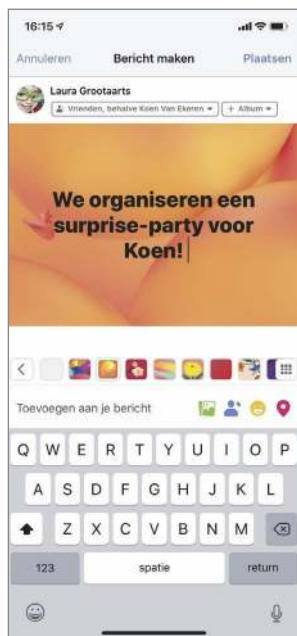 16:15
Annuleren Bericht maken Plaatsen
Laura Grootaarts
Vrienden, behalve Koen Van Ekeren + Album
We organiseren een
surprise-party voor
Koen!
Toevoegen aan je bericht
Q W E R T Y U I O P
A S D F G H J K L
Z X C V B N M
123 spatie return